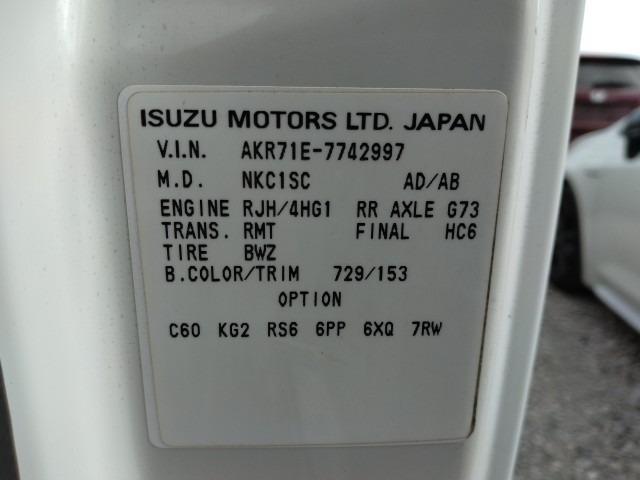 ISUZU MOTORS LTD. JAPAN
V.I.N. AKR71E-7742997
M.D. NKC1SC AD/AB
ENGINE RJH/4HG1 RR AXLE G73
TRANS. RMT FINAL HC6
TIRE BWZ
B.COLOR/TRIM 729/153
OPTION
C60 KG2 RS6 6PP 6XQ 7RW